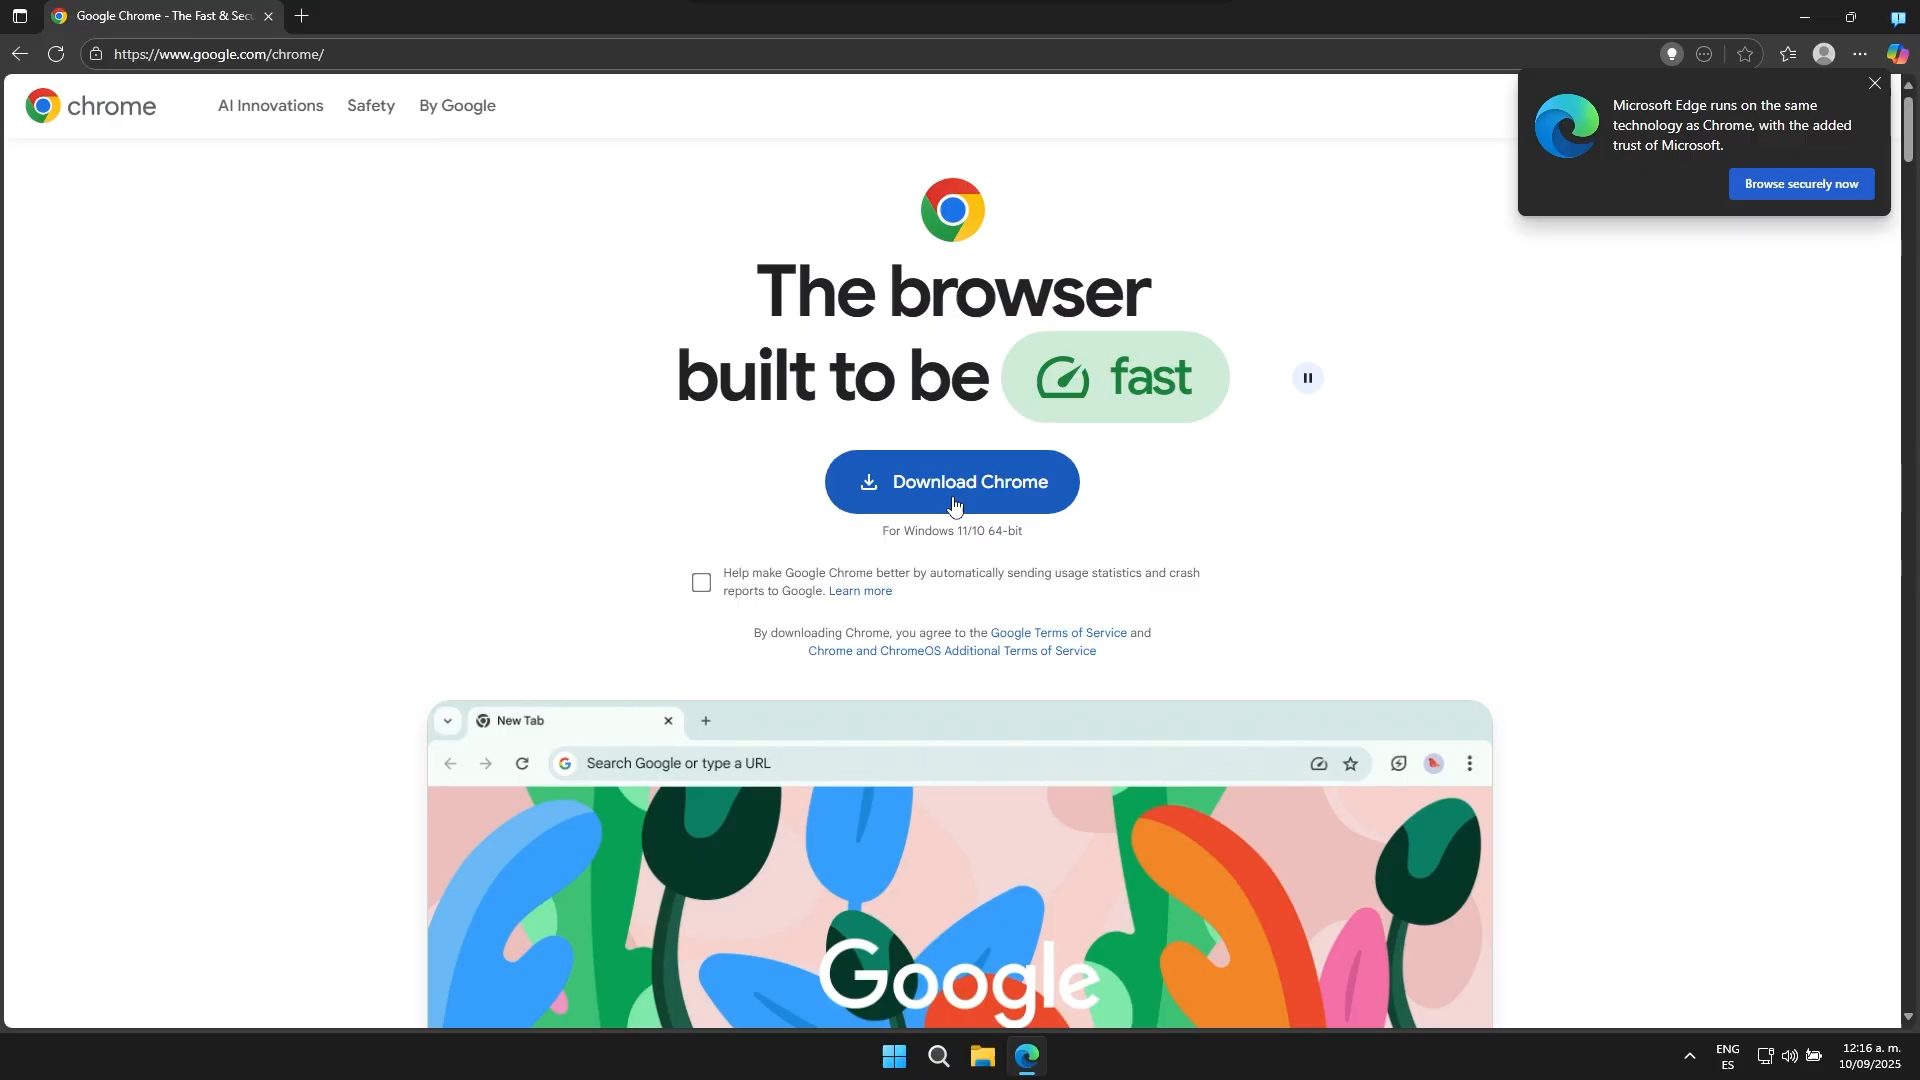 Google Chrome - The Fast & Sec
https://www.google.com/chrome/
chrome
AI Innovations
Safety
By Google
Microsoft Edge runs on the same
technology as Chrome, with the added
trust of Microsoft.
Browse securely now
The browser
built to be fast
Download Chrome
For Windows 11/10 64-bit
Help make Google Chrome better by automatically sending usage statistics and crash
reports to Google. Learn more
By downloading Chrome, you agree to the Google Terms of Service and
Chrome and ChromeOS Additional Terms of Service
New Tab
Search Google or type a URL
Google
ENG
ES
12:16 a. m.
10/09/2025